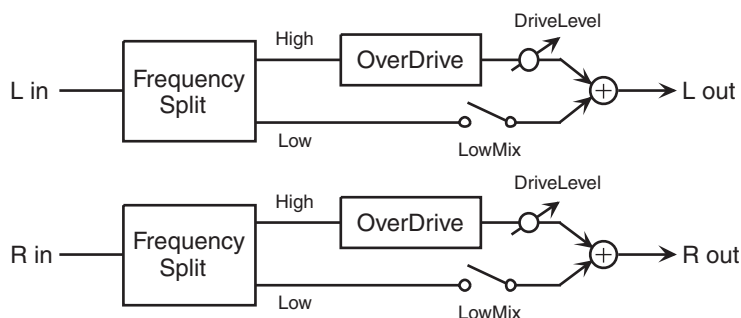 DriveLevel
High
OverDrive
Frequency
Split
L in
+
L out
Low
LowMix
DriveLevel
High
OverDrive
Frequency
Split
R in
+
R out
Low
LowMix